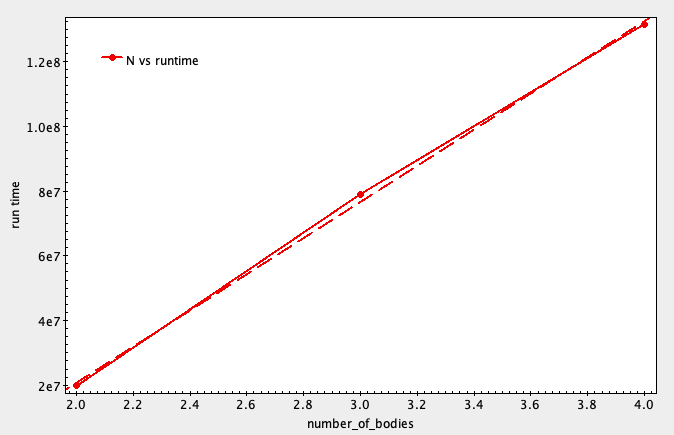 N vs runtime
run time
1.2e8
1.0e8
8e7
6e7
4e7
2e7
2.0 2.2 2.4 2.6 2.8 3.0 3.2 3.4 3.6 3.8 4.0
number_of_bodies